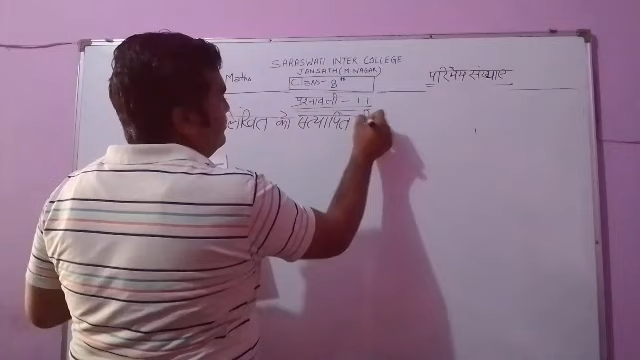 SARASWATI INTER COLLEGE
JANSATH (M.NAGAR)
Maths
Class- 8th
परिमेय संख्याएं
प्रश्नावली - 1.1
को सत्यापित